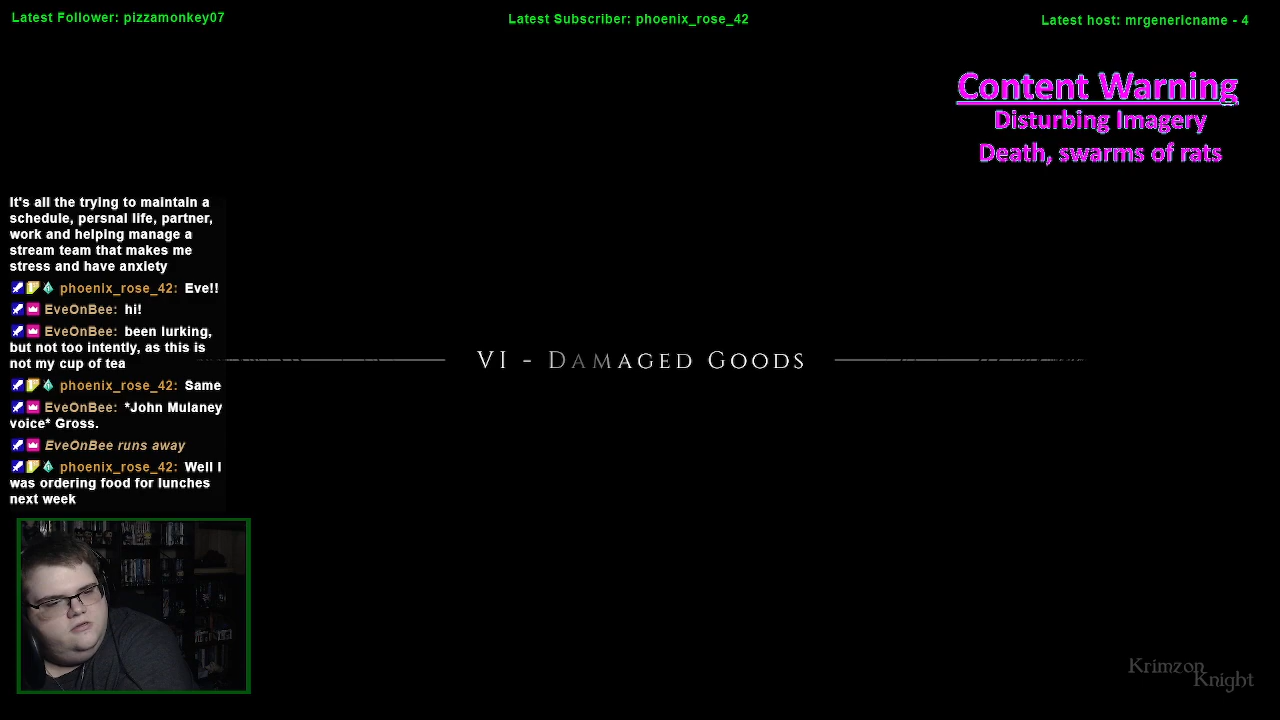 Latest Follower: pizzamonkey07
Latest Subscriber: phoenix_rose_42
Latest host: mrgenericname - 4
Content Warning
Disturbing Imagery
Death, swarms of rats
It's all the trying to maintain a
schedule, persnal life, partner,
work and helping manage a
stream team that makes me
stress and have anxiety
phoenix_rose_42: Eve!!
EveOnBee: hi!
EveOnBee: been lurking,
but not too intently, as this is
not my cup of tea
phoenix_rose_42: Same
EveOnBee: *John Mulaney
voice* Gross.
EveOnBee runs away
phoenix_rose_42: Well I
was ordering food for lunches
next week
VI - Damaged Goods
Krimzon
Knight